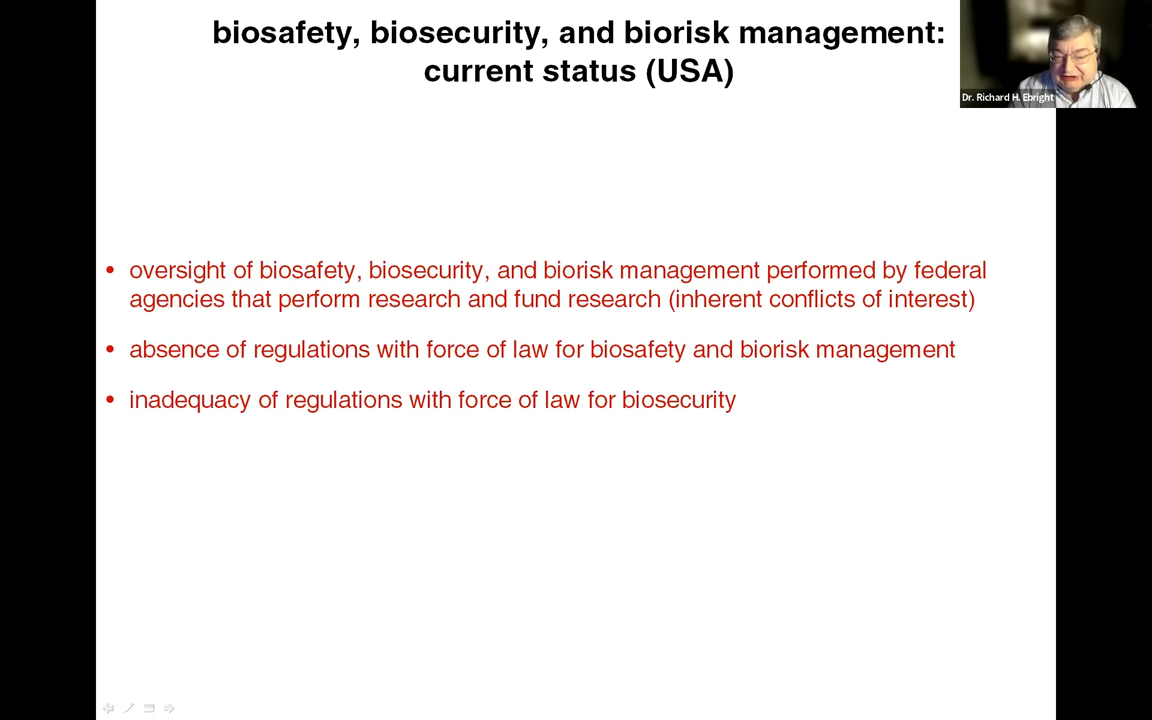 biosafety, biosecurity, and biorisk management:
current status (USA)
Dr. Richard H. Ebright
• oversight of biosafety, biosecurity, and biorisk management performed by federal
agencies that perform research and fund research (inherent conflicts of interest)
• absence of regulations with force of law for biosafety and biorisk management
• inadequacy of regulations with force of law for biosecurity